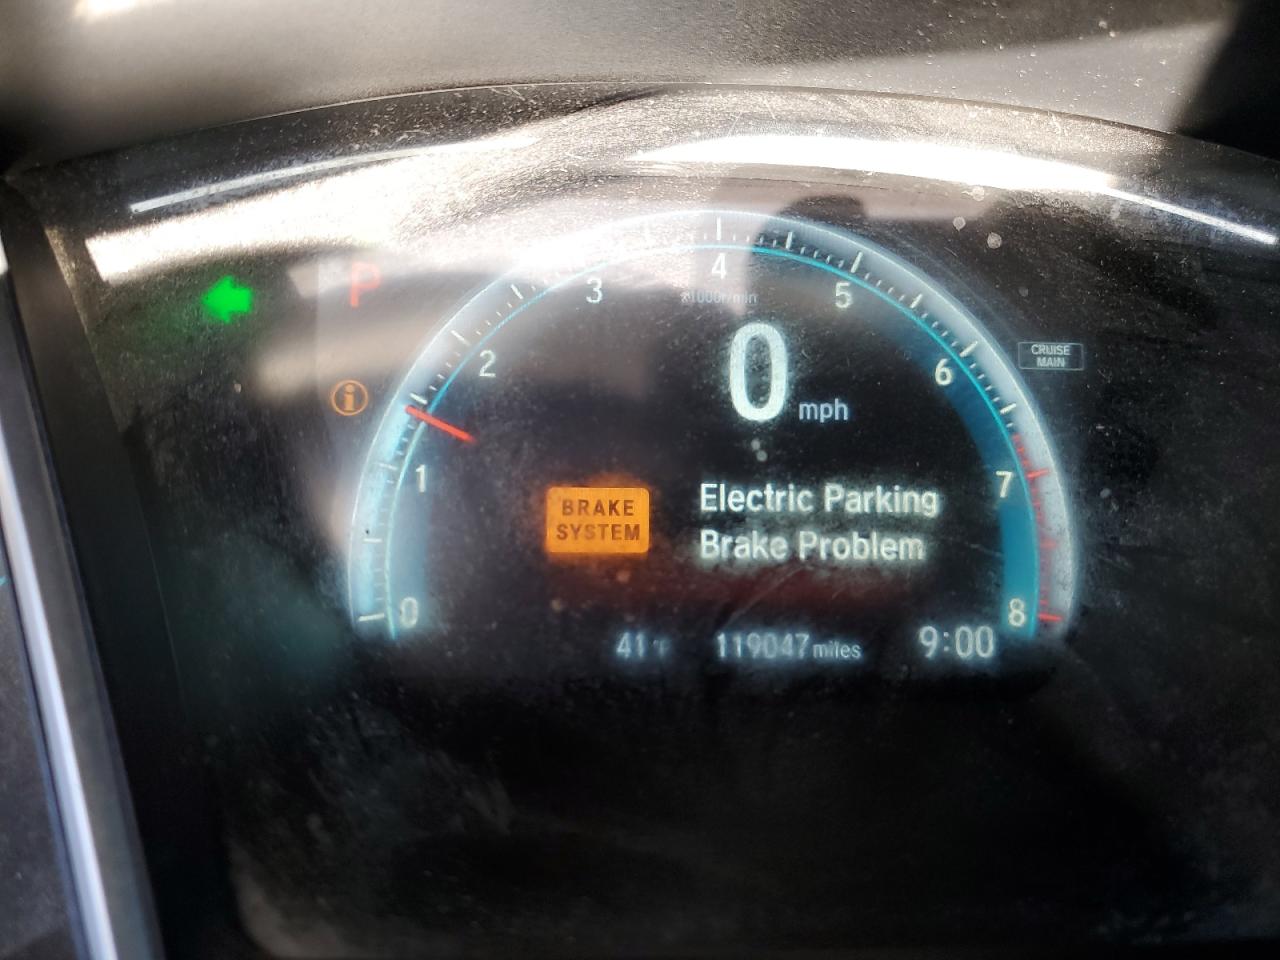 P
0
1
2
3
4
5
6
7
8
x1000r/min
0
mph
CRUISE
MAIN
BRAKE
SYSTEM
Electric Parking
Brake Problem
41°F 119047 miles 9:00